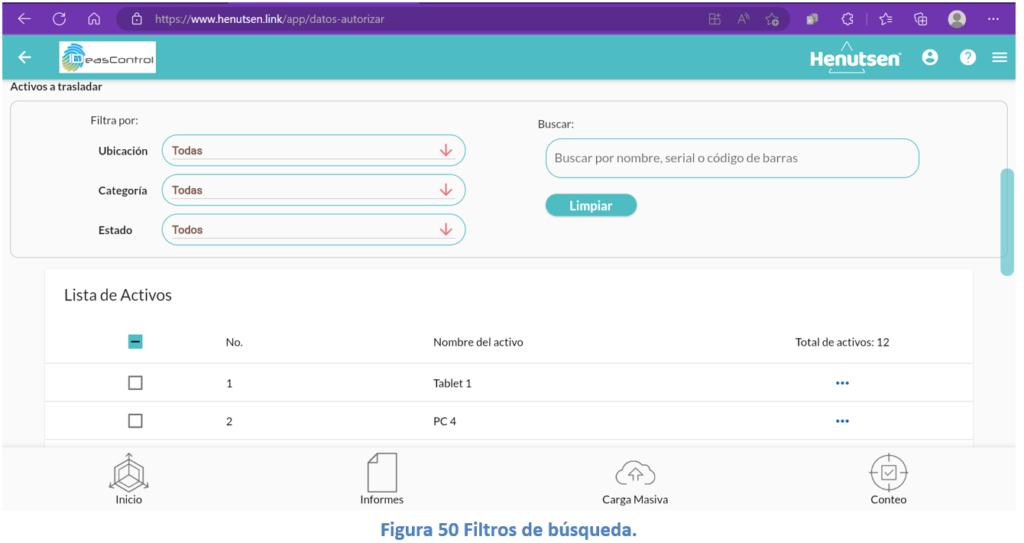 https://www.henutsen.link/app/datos-autorizar
easControl
Henutsen
Activos a trasladar
Filtra por:
Buscar:
Ubicación Todas
Buscar por nombre, serial o código de barras
Categoría Todas
Limpiar
Estado Todos
Lista de Activos
No. Nombre del activo Total de activos: 12
1 Tablet 1
2 PC 4
Inicio Informes Carga Masiva Conteo
Figura 50 Filtros de búsqueda.